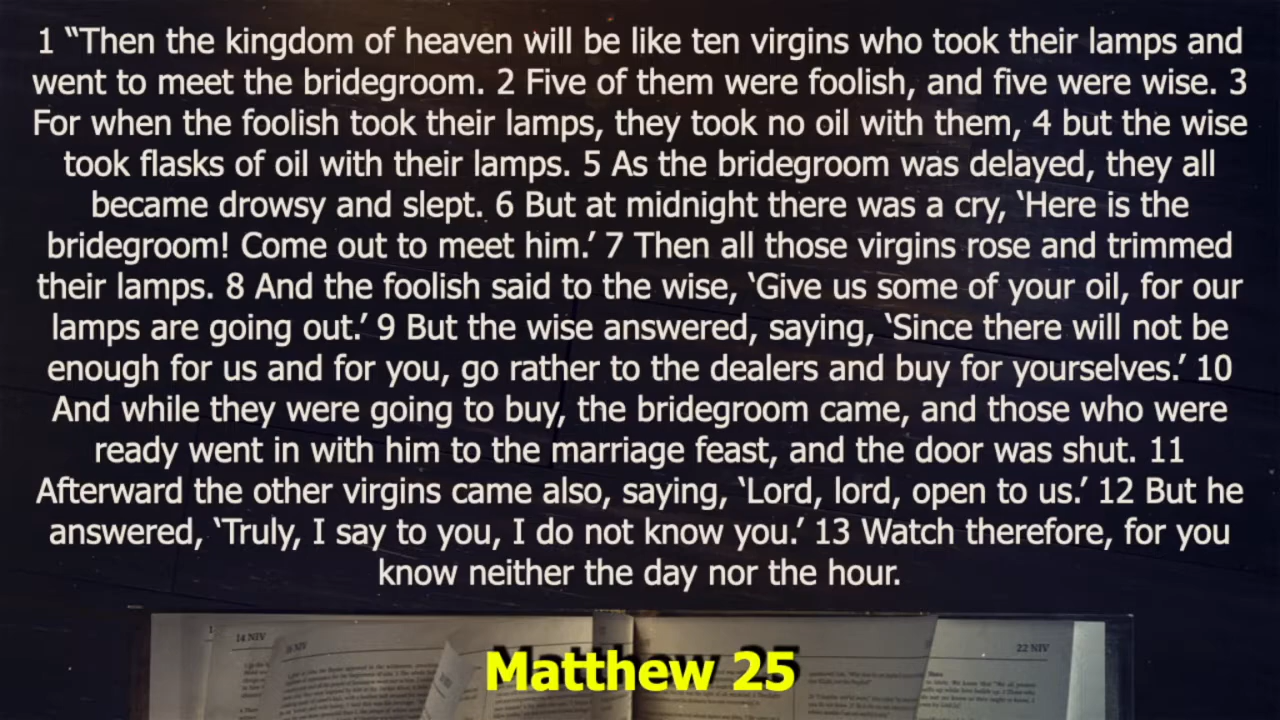 1 “Then the kingdom of heaven will be like ten virgins who took their lamps and
went to meet the bridegroom. 2 Five of them were foolish, and five were wise. 3
For when the foolish took their lamps, they took no oil with them, 4 but the wise
took flasks of oil with their lamps. 5 As the bridegroom was delayed, they all
became drowsy and slept. 6 But at midnight there was a cry, ‘Here is the
bridegroom! Come out to meet him.’ 7 Then all those virgins rose and trimmed
their lamps. 8 And the foolish said to the wise, ‘Give us some of your oil, for our
lamps are going out.’ 9 But the wise answered, saying, ‘Since there will not be
enough for us and for you, go rather to the dealers and buy for yourselves.’ 10
And while they were going to buy, the bridegroom came, and those who were
ready went in with him to the marriage feast, and the door was shut. 11
Afterward the other virgins came also, saying, ‘Lord, lord, open to us.’ 12 But he
answered, ‘Truly, I say to you, I do not know you.’ 13 Watch therefore, for you
know neither the day nor the hour.
14 NIV
22 NIV
Matthew 25